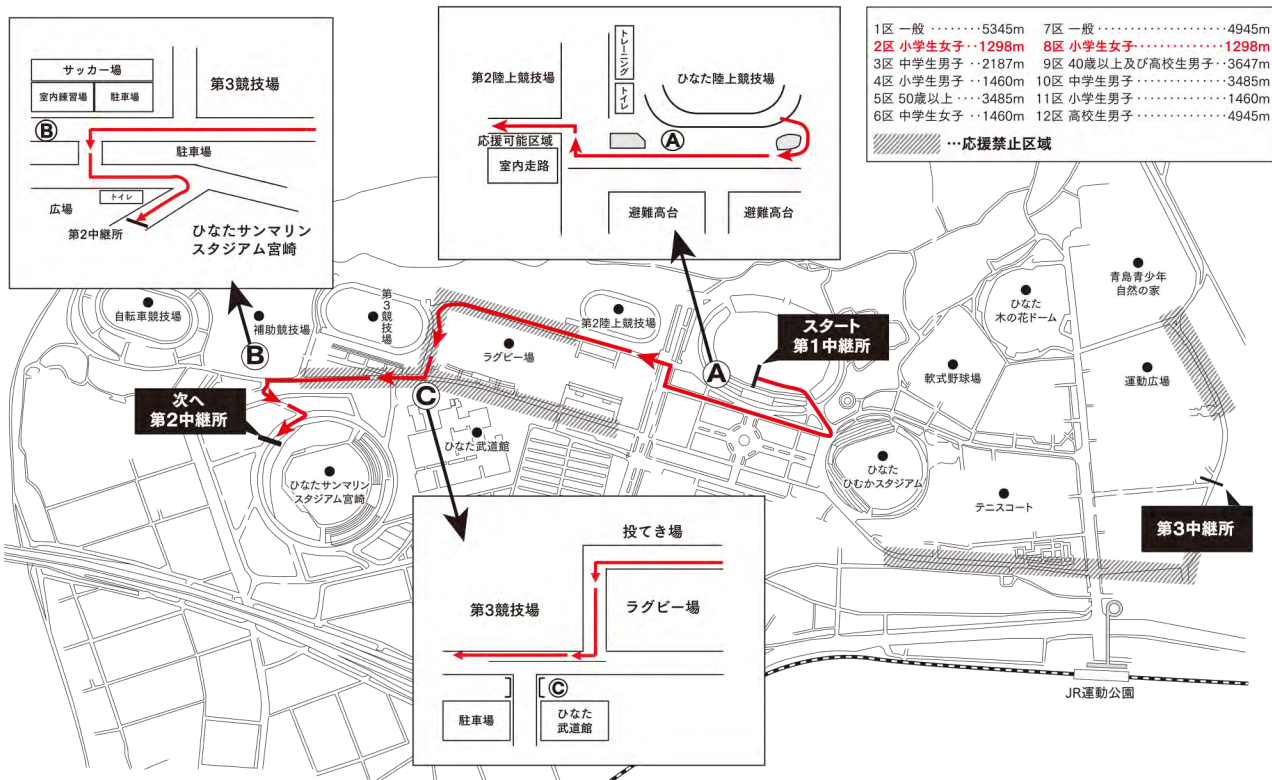 サッカー場
室内練習場
駐車場
第3競技場
Ⓑ
駐車場
広場
トイレ
第2中継所
ひなたサンマリン
スタジアム宮崎
トレーニング
トイレ
第2陸上競技場
ひなた陸上競技場
応援可能区域
Ⓐ
室内走路
避難高台
避難高台
1区 一般 ········5345m
2区 小学生女子··1298m
3区 中学生男子 ··2187m
4区 小学生男子 ··1460m
5区 50歳以上 ····3485m
6区 中学生女子 ··1460m
7区 一般 ·····················4945m
8区 小学生女子·············1298m
9区 40歳以上及び高校生男子··3647m
10区 中学生男子 ················3485m
11区 小学生男子 ················1460m
12区 高校生男子 ················4945m
…応援禁止区域
自転車競技場
補助競技場
第3競技場
ラグビー場
第2陸上競技場
スタート
第1中継所
Ⓐ
Ⓑ
Ⓒ
次へ
第2中継所
ひなた武道館
ひなたサンマリン
スタジアム宮崎
ひなた
ひむかスタジアム
軟式野球場
ひなた
木の花ドーム
青島青少年
自然の家
運動広場
テニスコート
第3中継所
JR運動公園
投てき場
第3競技場
ラグビー場
Ⓒ
駐車場
ひなた
武道館